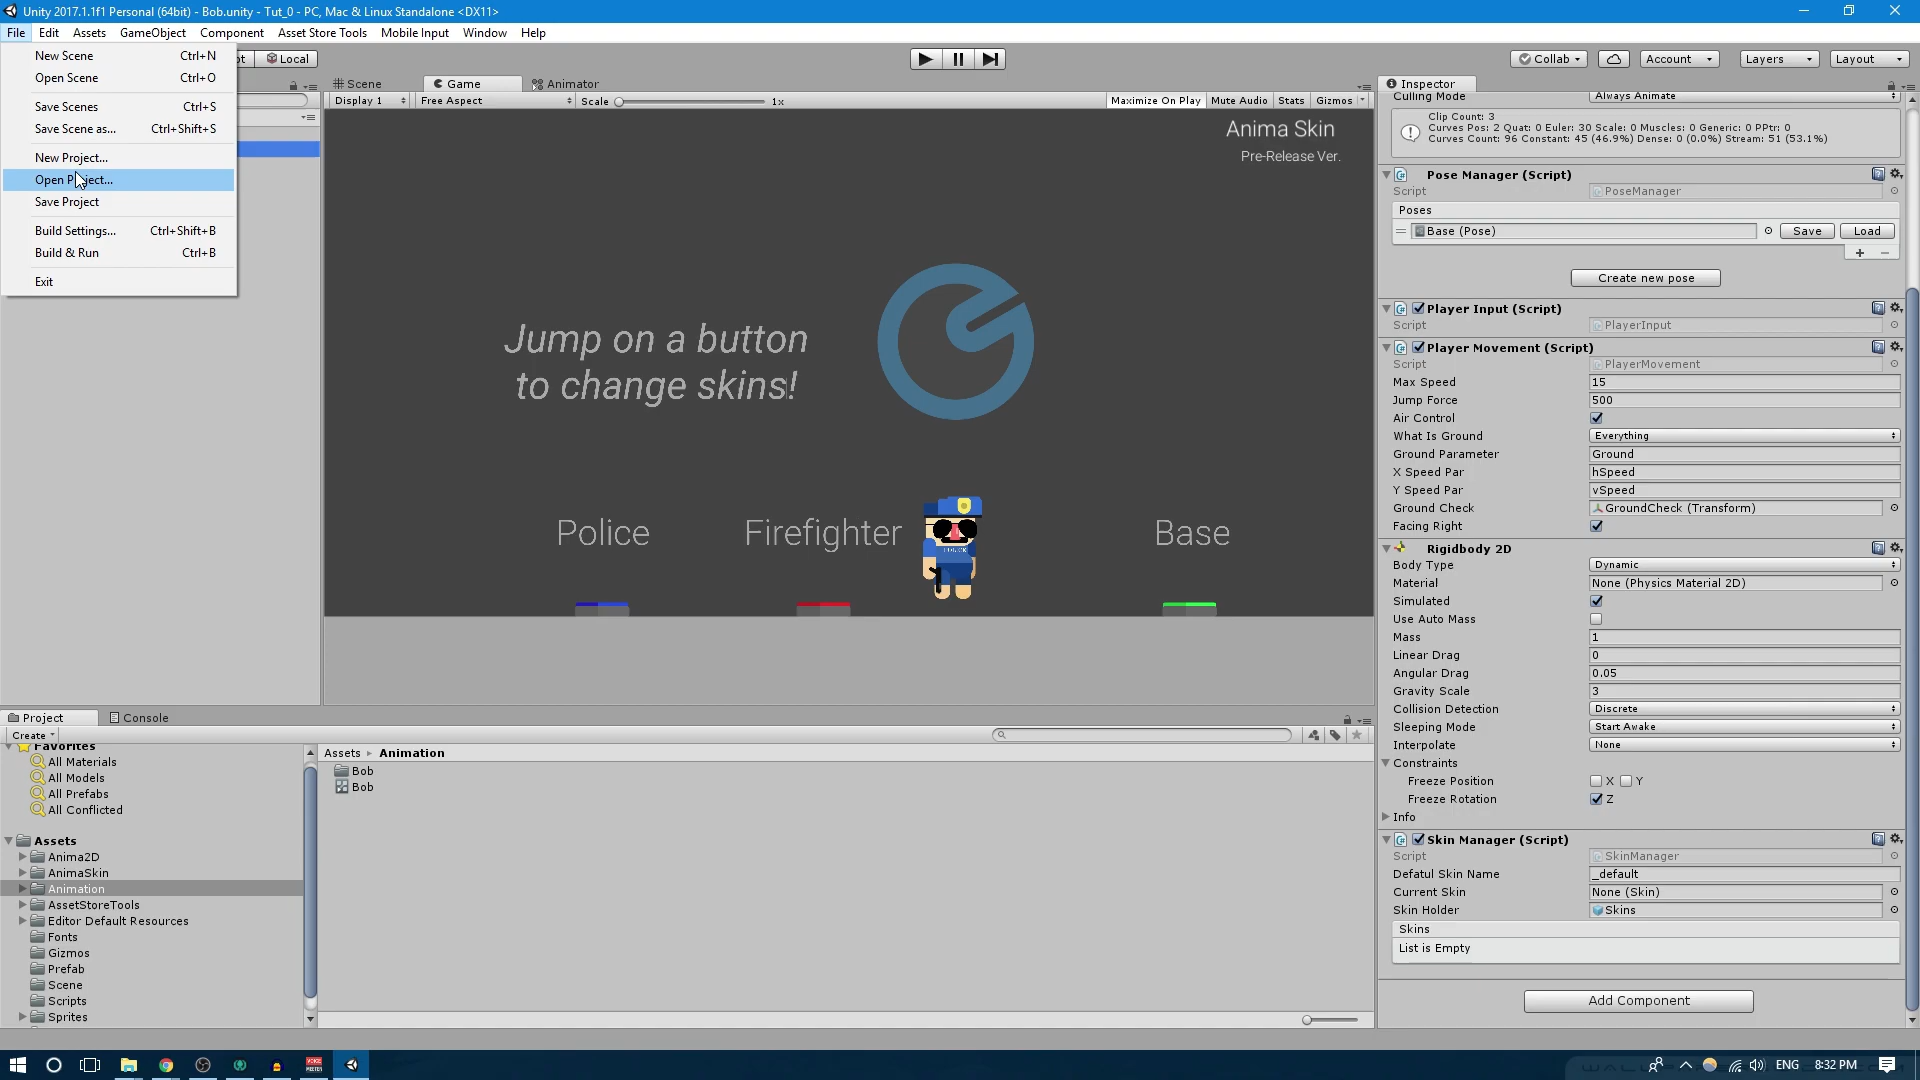 Unity 2017.1.1f1 Personal (64bit) - Bob.unity - Tut_0 - PC, Mac & Linux Standalone <DX11>
File Edit Assets GameObject Component Asset Store Tools Mobile Input Window Help
New Scene Ctrl+N
Open Scene Ctrl+O
Save Scenes Ctrl+S
Save Scene as... Ctrl+Shift+S
New Project...
Open Project...
Save Project
Build Settings... Ctrl+Shift+B
Build & Run Ctrl+B
Exit
Local
Collab Account Layers Layout
Scene Game Animator
Display 1 Free Aspect Scale 1x Maximize On Play Mute Audio Stats Gizmos
Anima Skin
Pre-Release Ver.
Jump on a button
to change skins!
Police Firefighter Base
Inspector
Culling Mode Always Animate
Clip Count: 3
Curves Pos: 2 Quat: 0 Euler: 30 Scale: 0 Muscles: 0 Generic: 0 PPtr: 0
Curves Count: 96 Constant: 45 (46.9%) Dense: 0 (0.0%) Stream: 51 (53.1%)
Pose Manager (Script)
Script PoseManager
Poses
Base (Pose) Save Load
Create new pose
Player Input (Script)
Script PlayerInput
Player Movement (Script)
Script PlayerMovement
Max Speed 15
Jump Force 500
Air Control
What Is Ground Everything
Ground Parameter Ground
X Speed Par hSpeed
Y Speed Par vSpeed
Ground Check GroundCheck (Transform)
Facing Right
Rigidbody 2D
Body Type Dynamic
Material None (Physics Material 2D)
Simulated
Use Auto Mass
Mass 1
Linear Drag 0
Angular Drag 0.05
Gravity Scale 3
Collision Detection Discrete
Sleeping Mode Start Awake
Interpolate None
Constraints
Freeze Position X Y
Freeze Rotation Z
Info
Skin Manager (Script)
Script SkinManager
Defatul Skin Name _default
Current Skin None (Skin)
Skin Holder Skins
Skins
List is Empty
Add Component
Project Console
Create
Favorites
All Materials
All Models
All Prefabs
All Conflicted
Assets
Anima2D
AnimaSkin
Animation
AssetStoreTools
Editor Default Resources
Fonts
Gizmos
Prefab
Scene
Scripts
Sprites
Assets Animation
Bob
Bob
ENG 8:32 PM